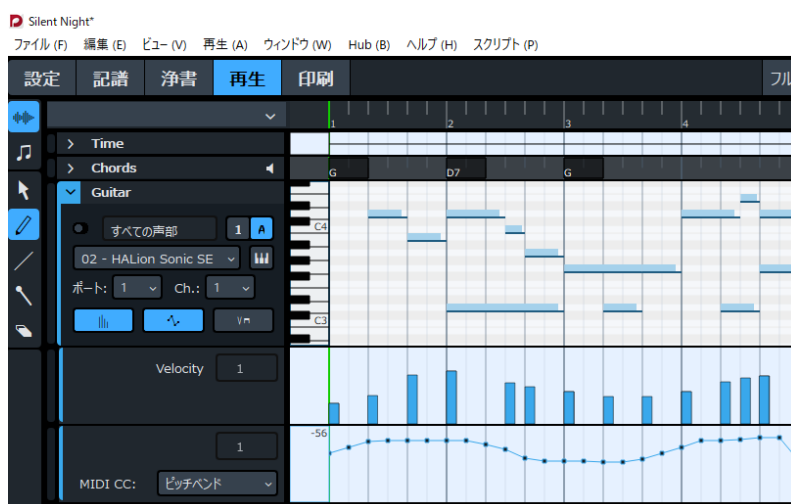 Silent Night*
ファイル (F) 編集 (E) ビュー (V) 再生 (A) ウィンドウ (W) Hub (B) ヘルプ (H) スクリプト (P)
設定 記譜 浄書 再生 印刷 フル
1 2 3 4
Time
Chords G D7 G
Guitar
C4
すべての声部 1 A
02 - HALion Sonic SE
ポート: 1 Ch.: 1
C3
Velocity 1
-56
1
MIDI CC: ピッチベンド